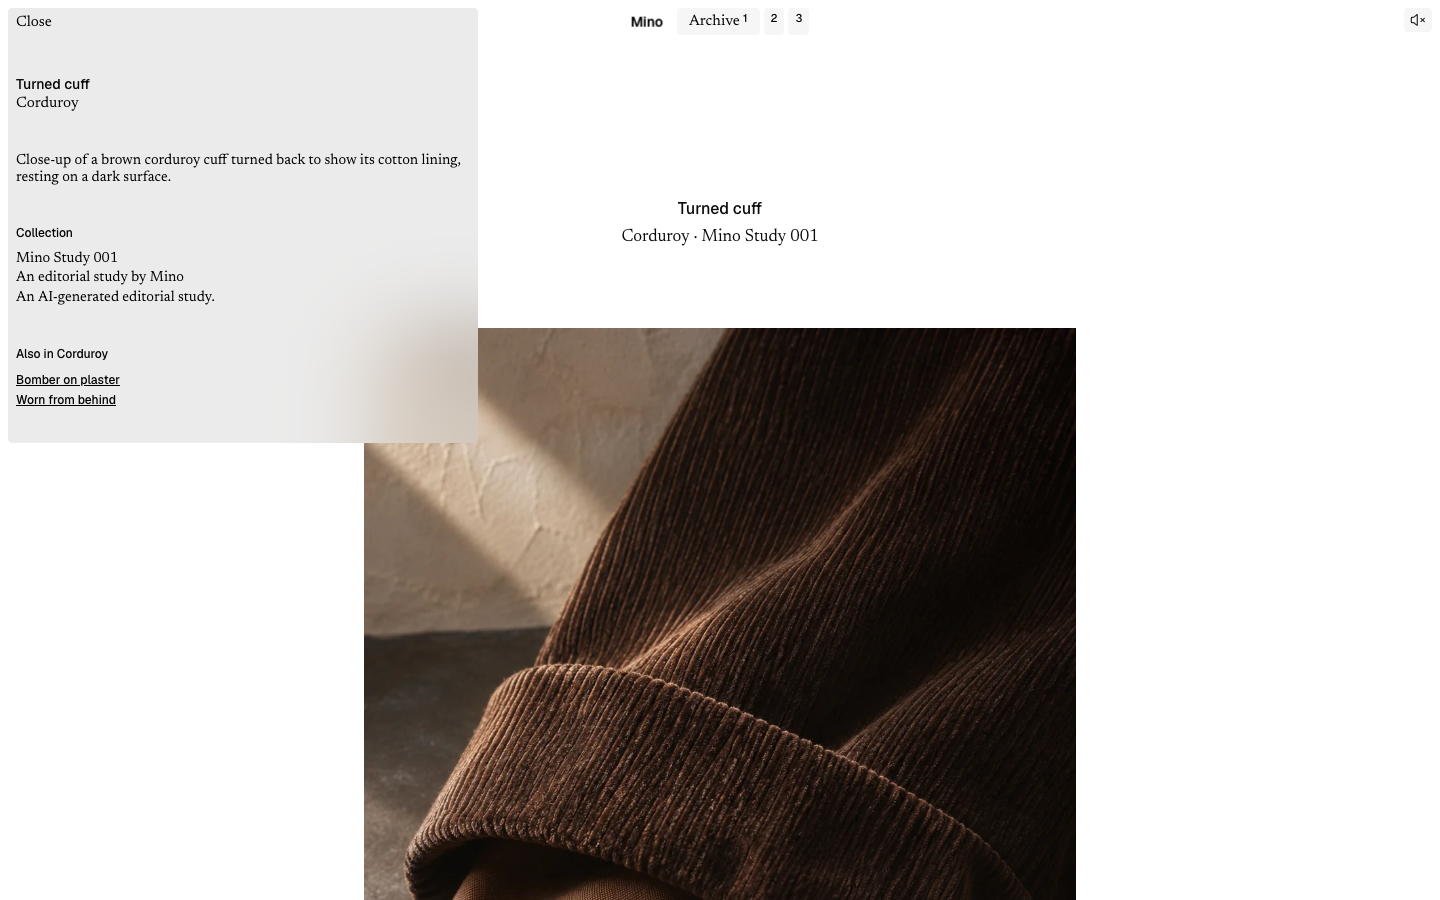 Close
Mino
Archive 1
2
3
Turned cuff
Corduroy
Close-up of a brown corduroy cuff turned back to show its cotton lining,
resting on a dark surface.
Collection
Mino Study 001
An editorial study by Mino
An AI-generated editorial study.
Also in Corduroy
Bomber on plaster
Worn from behind
Turned cuff
Corduroy · Mino Study 001